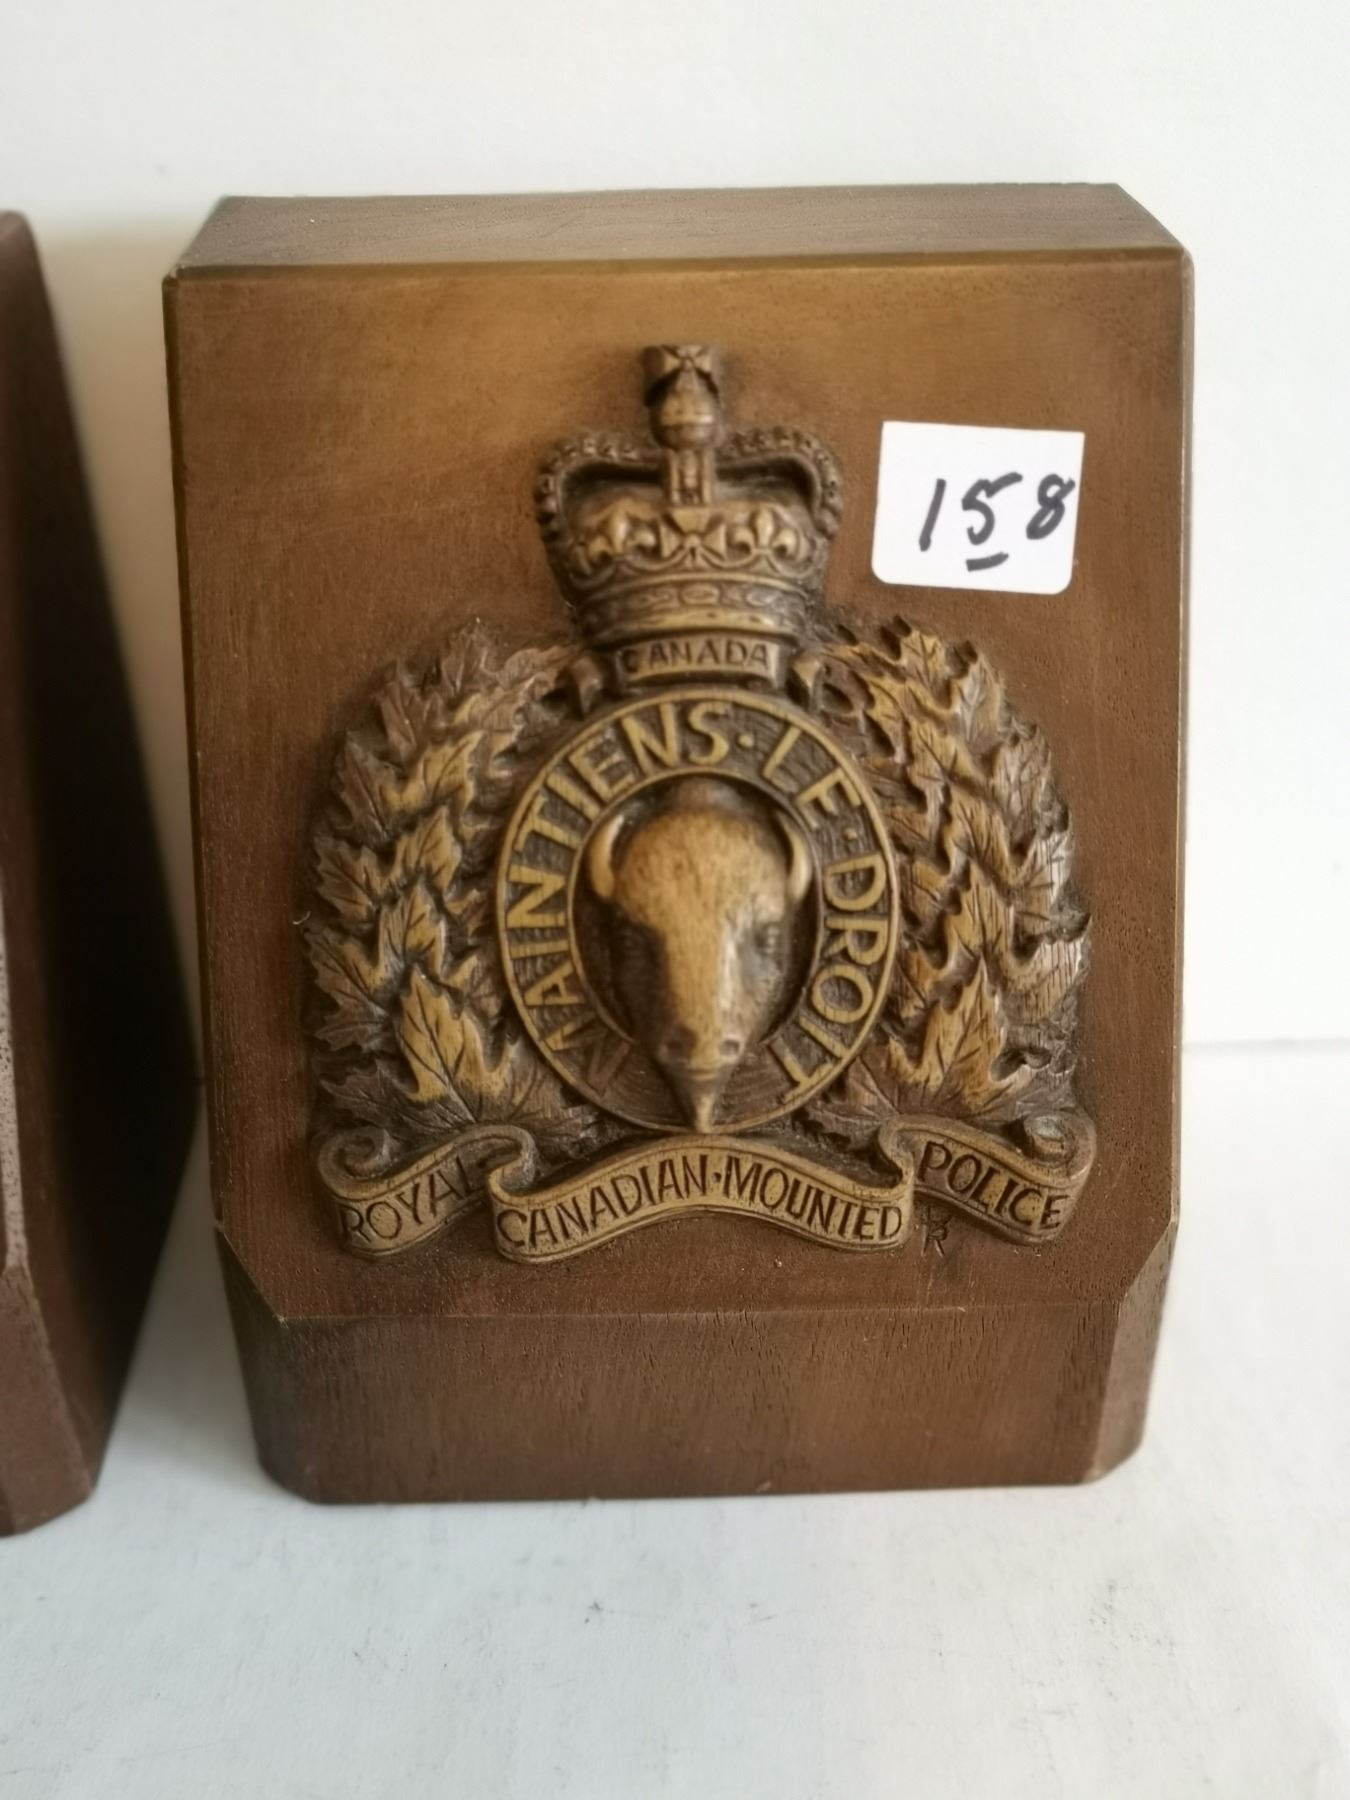 158
CANADA
MAINTIENS·LE·DROIT
ROYAL CANADIAN·MOUNTED POLICE